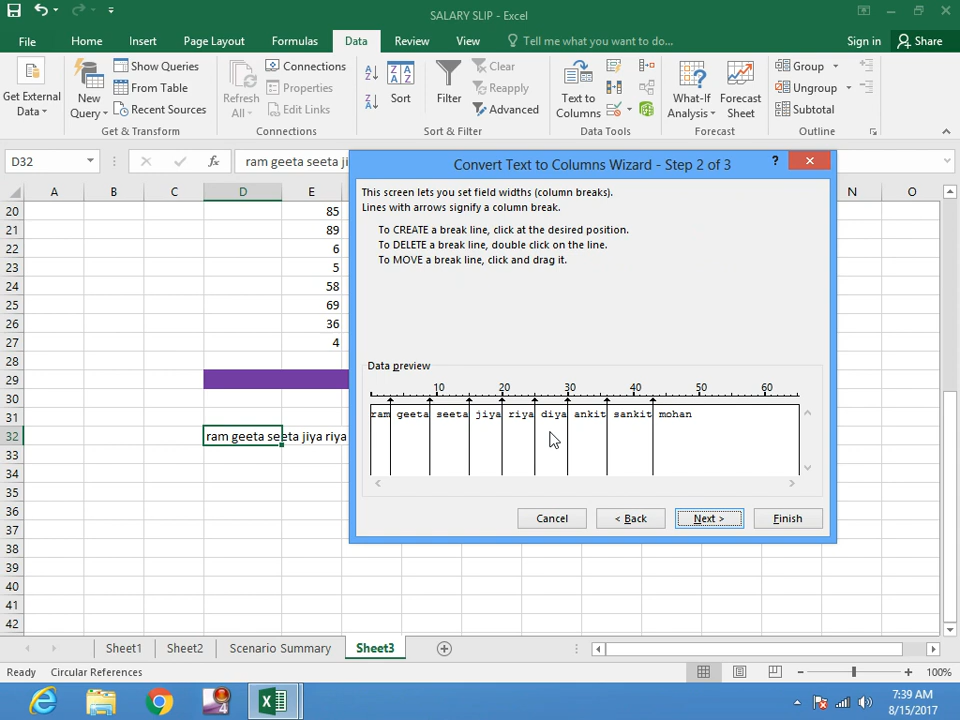 SALARY SLIP - Excel
File Home Insert Page Layout Formulas Data Review View Tell me what you want to do... Sign in Share
Get External Data
New Query
Show Queries
From Table
Recent Sources
Get & Transform
Refresh All
Connections
Properties
Edit Links
Connections
Sort
Filter
Clear
Reapply
Advanced
Sort & Filter
Text to Columns
Data Tools
What-If Analysis
Forecast Sheet
Forecast
Group
Ungroup
Subtotal
Outline
D32 fx ram geeta seeta ji
A B C D E N O
20 85
21 89
22 6
23 5
24 58
25 69
26 36
27 4
28
29
30
31
32 ram geeta seeta jiya riya
33
34
35
36
37
38
39
40
41
42
Convert Text to Columns Wizard - Step 2 of 3 ?
This screen lets you set field widths (column breaks).
Lines with arrows signify a column break.
To CREATE a break line, click at the desired position.
To DELETE a break line, double click on the line.
To MOVE a break line, click and drag it.
Data preview
10 20 30 40 50 60
ram geeta seeta jiya riya diya ankit sankit mohan
Cancel < Back Next > Finish
Sheet1 Sheet2 Scenario Summary Sheet3
Ready Circular References 100%
7:39 AM
8/15/2017